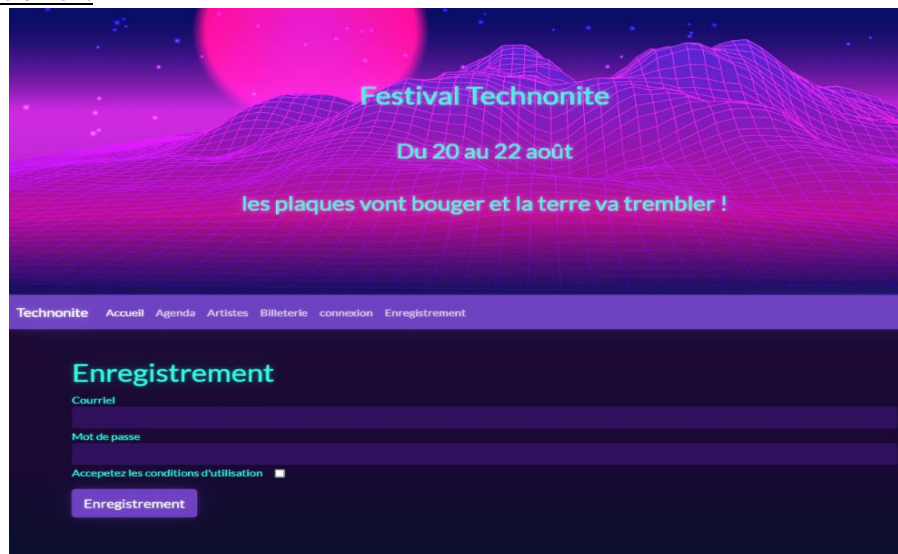 Festival Technonite
Du 20 au 22 août
les plaques vont bouger et la terre va trembler !
Technonite Accueil Agenda Artistes Billeterie connexion Enregistrement
Enregistrement
Courriel
Mot de passe
Accepetez les conditions d'utilisation
Enregistrement